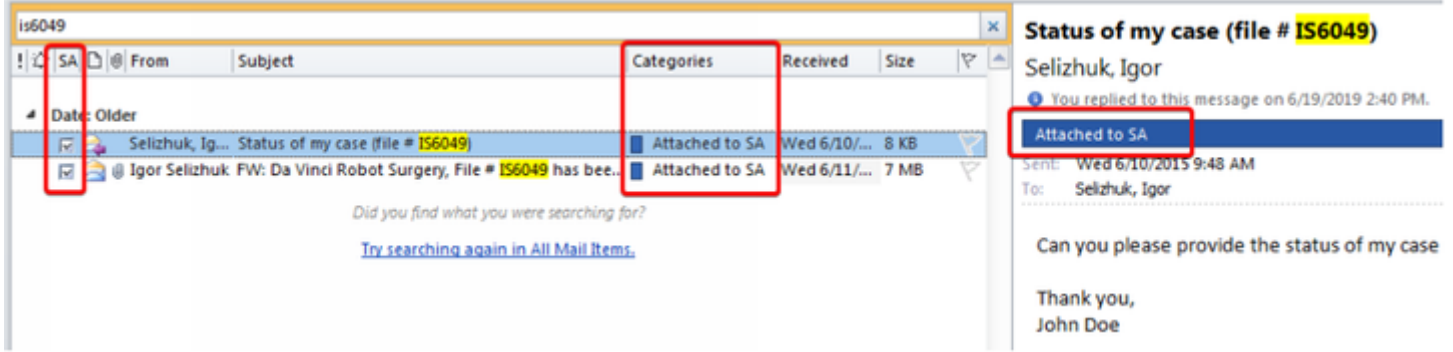 is6049
! SA From Subject Categories Received Size
Date: Older
Selizhuk, Ig... Status of my case (file # IS6049) Attached to SA Wed 6/10/... 8 KB
Igor Selizhuk FW: Da Vinci Robot Surgery, File # IS6049 has bee... Attached to SA Wed 6/11/... 7 MB
Did you find what you were searching for?
Try searching again in All Mail Items.
Status of my case (file # IS6049)
Selizhuk, Igor
You replied to this message on 6/19/2019 2:40 PM.
Attached to SA
Sent: Wed 6/10/2015 9:48 AM
To: Selizhuk, Igor
Can you please provide the status of my case
Thank you,
John Doe